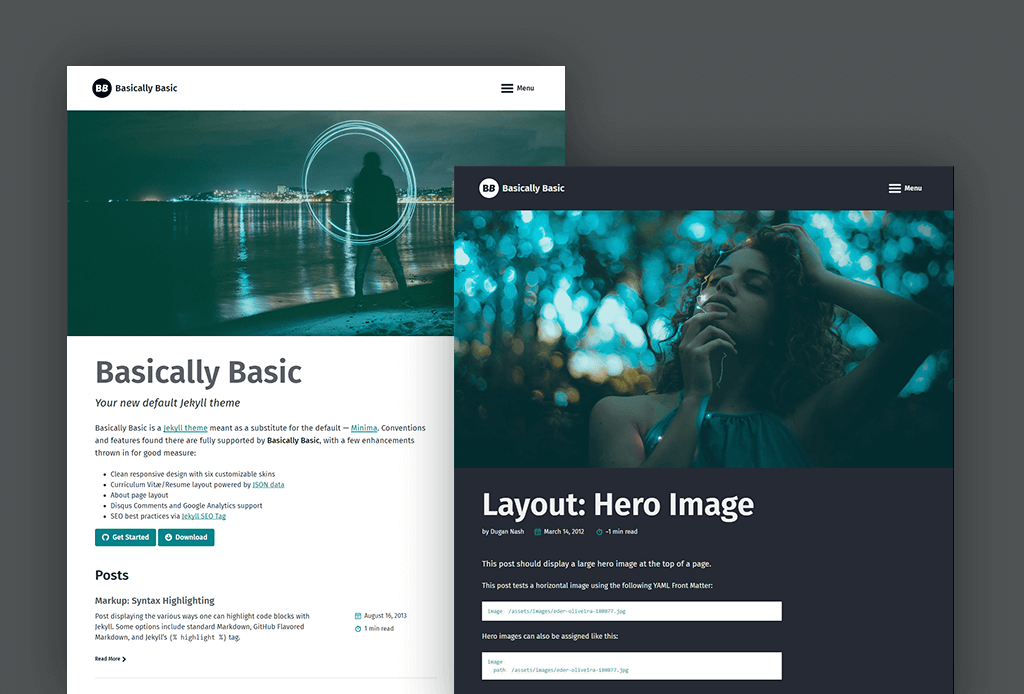 BB Basically Basic
Menu
Basically Basic
Your new default Jekyll theme
Basically Basic is a Jekyll theme meant as a substitute for the default — Minima. Conventions
and features found there are fully supported by Basically Basic, with a few enhancements
thrown in for good measure:
• Clean responsive design with six customizable skins
• Curriculum Vitæ/Resume layout powered by JSON data
• About page layout
• Disqus Comments and Google Analytics support
• SEO best practices via Jekyll SEO Tag
Get Started
Download
Posts
Markup: Syntax Highlighting
Post displaying the various ways one can highlight code blocks with
Jekyll. Some options include standard Markdown, GitHub Flavored
Markdown, and Jekyll's {% highlight %} tag.
August 16, 2013
1 min read
Read More
BB Basically Basic
Menu
Layout: Hero Image
by Dugan Nash
March 14, 2012
~1 min read
This post should display a large hero image at the top of a page.
This post tests a horizontal image using the following YAML Front Matter:
image /assets/images/eder-oliveira-180877.jpg
Hero images can also be assigned like this:
image
path /assets/images/eder-oliveira-180877.jpg